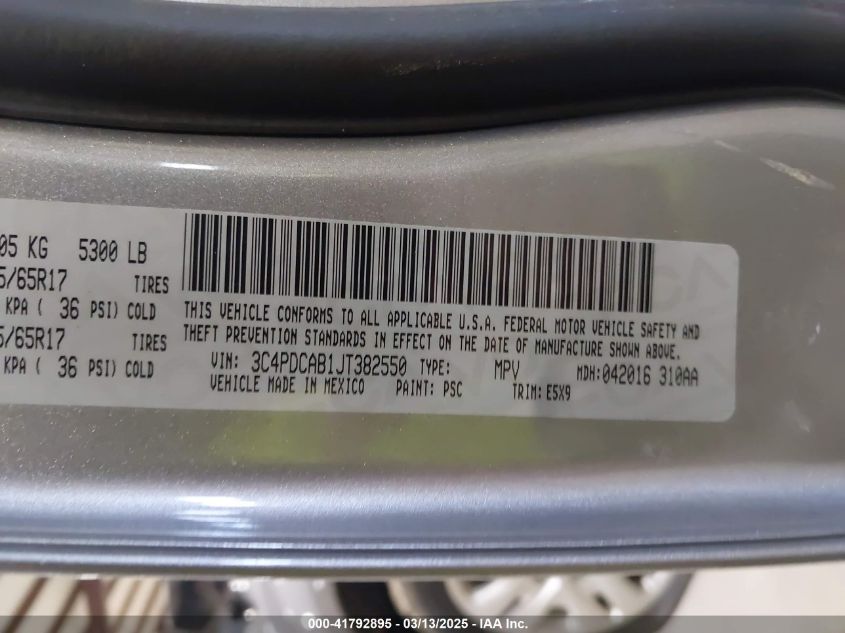 05 KG 5300 LB
5/65R17 TIRES
KPA ( 36 PSI) COLD
5/65R17 TIRES
KPA ( 36 PSI) COLD
THIS VEHICLE CONFORMS TO ALL APPLICABLE U.S.A. FEDERAL MOTOR VEHICLE SAFETY AND
THEFT PREVENTION STANDARDS IN EFFECT ON THE DATE OF MANUFACTURE SHOWN ABOVE.
VIN: 3C4PDCAB1JT382550 TYPE: MPV MDH: 042016 310AA
VEHICLE MADE IN MEXICO PAINT: PSC TRIM: E5X9
000-41792895 - 03/13/2025 - IAA Inc.